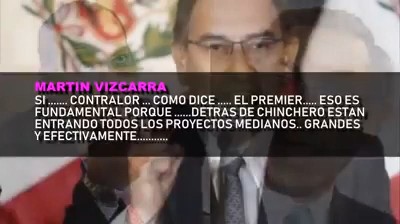 MARTIN VIZCARRA
SI ....... CONTRALOR ... COMO DICE ..... EL PREMIER..... ESO ES
FUNDAMENTAL PORQUE ......DETRAS DE CHINCHERO ESTAN
ENTRANDO TODOS LOS PROYECTOS MEDIANOS.. GRANDES
Y EFECTIVAMENTE...........